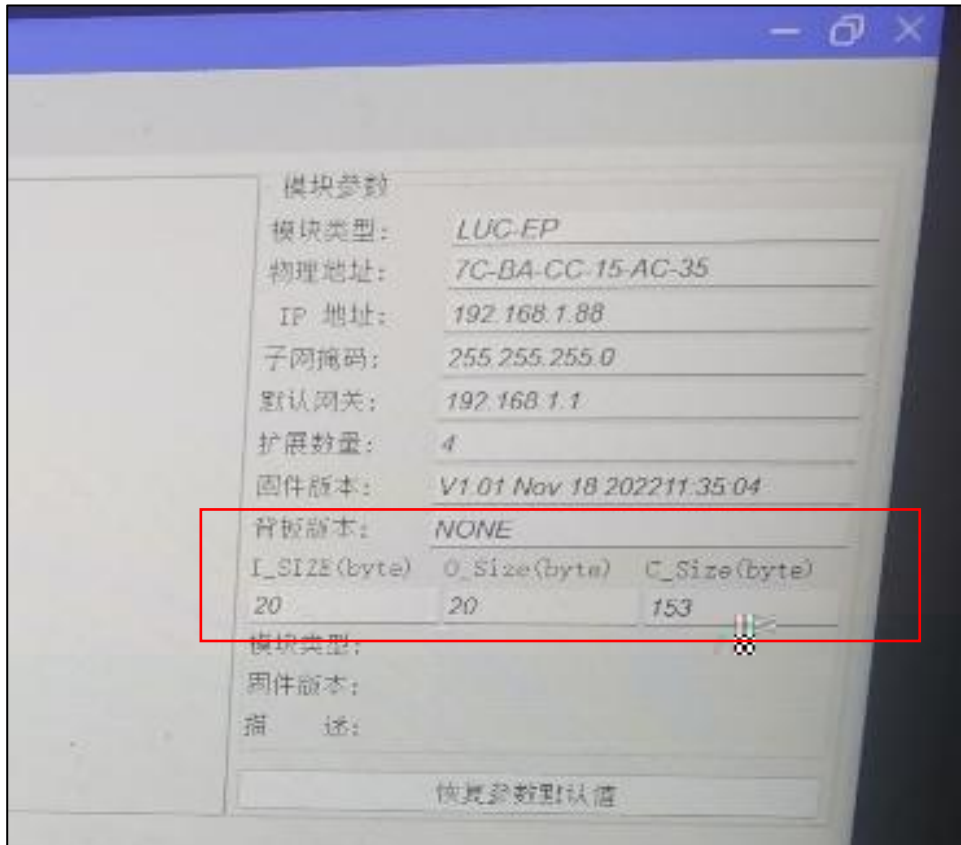 模块参数
模块类型: LUC-EP
物理地址: 7C-BA-CC-15-AC-35
IP 地址: 192.168.1.88
子网掩码: 255.255.255.0
默认网关: 192.168.1.1
扩展数量: 4
固件版本: V1.01 Nov 18 202211:35:04
背板版本: NONE
I_SIZE(byte) O_Size(byte) C_Size(byte)
20 20 153
模块类型:
固件版本:
描 述:
恢复参数默认值